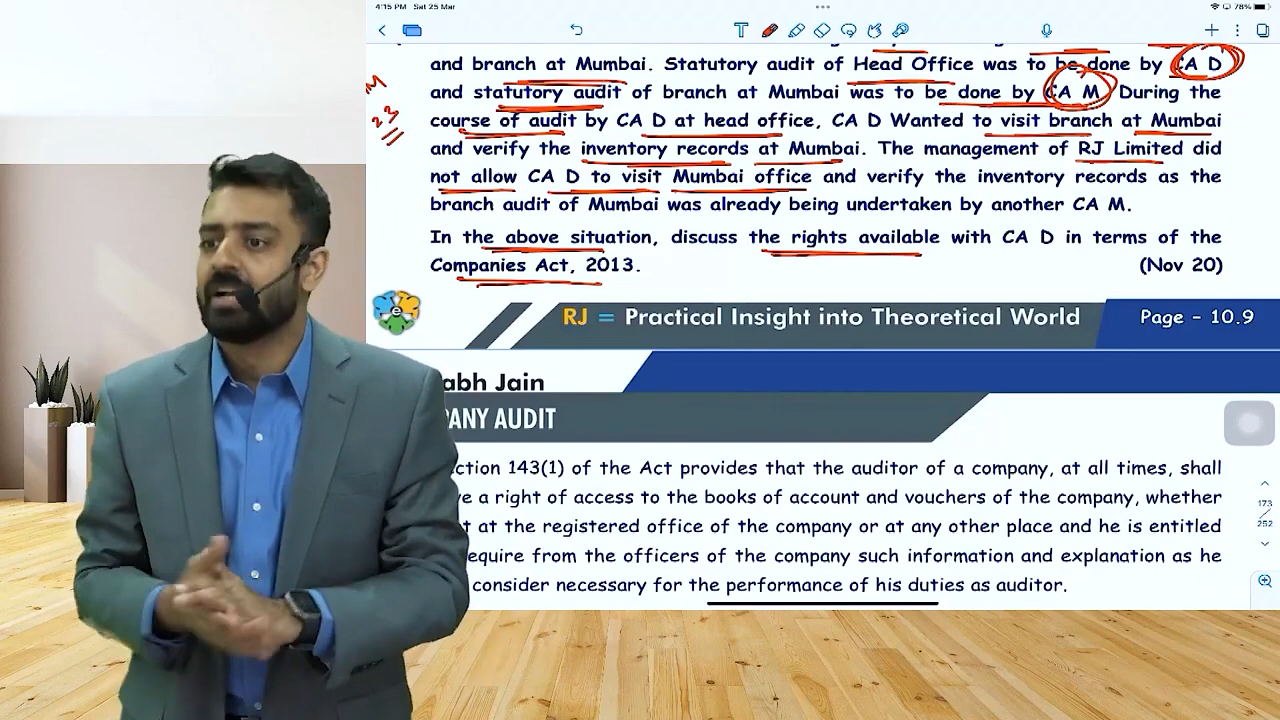 4:15 PM Sat 25 Mar
78%
and branch at Mumbai. Statutory audit of Head Office was to be done by CA D
and statutory audit of branch at Mumbai was to be done by CA M. During the
course of audit by CA D at head office, CA D Wanted to visit branch at Mumbai
and verify the inventory records at Mumbai. The management of RJ Limited did
not allow CA D to visit Mumbai office and verify the inventory records as the
branch audit of Mumbai was already being undertaken by another CA M.
In the above situation, discuss the rights available with CA D in terms of the
Companies Act, 2013. (Nov 20)
RJ = Practical Insight into Theoretical World Page - 10.9
abh Jain
ANY AUDIT
ction 143(1) of the Act provides that the auditor of a company, at all times, shall
ve a right of access to the books of account and vouchers of the company, whether
t at the registered office of the company or at any other place and he is entitled
equire from the officers of the company such information and explanation as he
consider necessary for the performance of his duties as auditor.
173
252